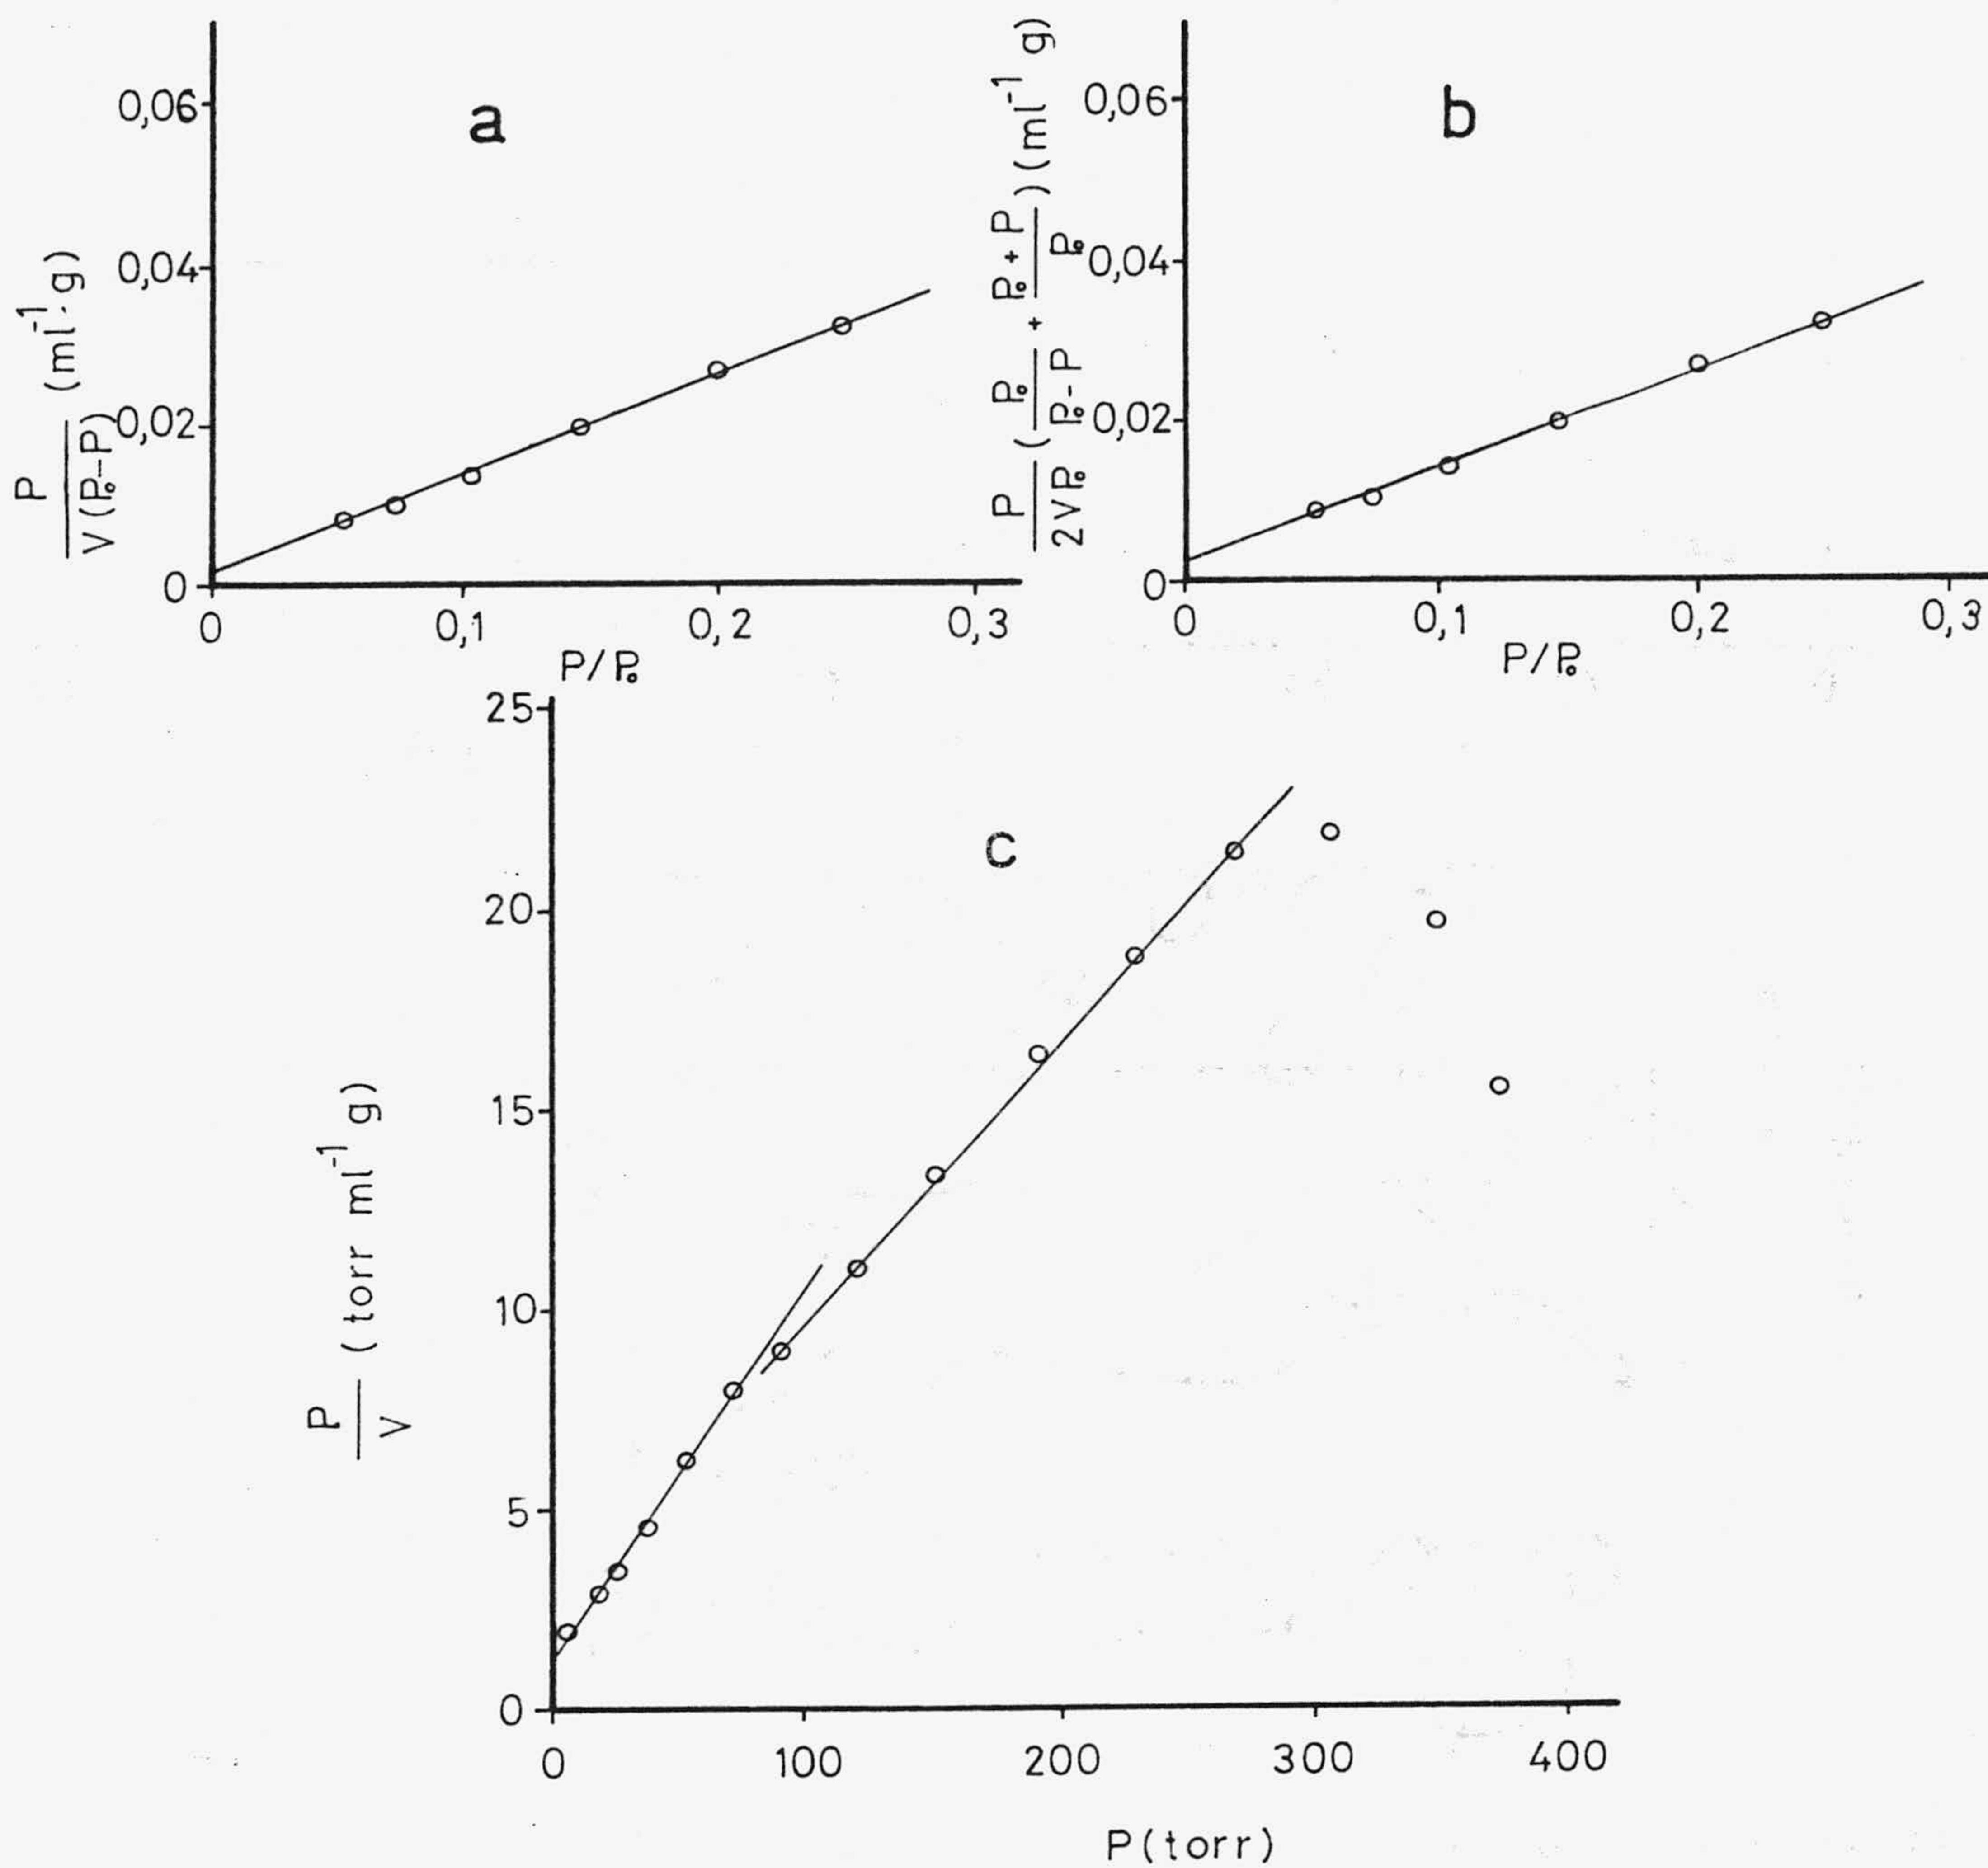 a
P / V(P₀-P) (ml⁻¹·g)
0,06
0,04
0,02
0
0 0,1 0,2 0,3
P/P₀
b
P / 2VP₀ (P₀ / P₀-P + P₀+P / P₀) (ml⁻¹ g)
0,06
0,04
0,02
0
0 0,1 0,2 0,3
P/P₀
c
P / V (torr ml⁻¹ g)
25
20
15
10
5
0
0 100 200 300 400
P(torr)